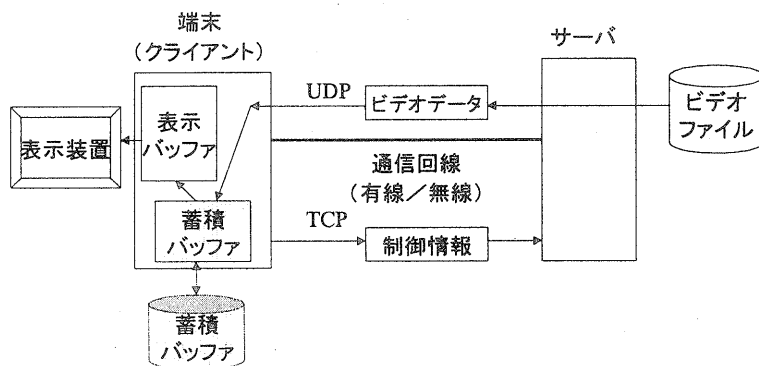 端末
（クライアント）
サーバ
UDP
ビデオデータ
ビデオ
ファイル
表示
バッファ
表示装置
通信回線
（有線／無線）
蓄積
バッファ
TCP
制御情報
蓄積
バッファ